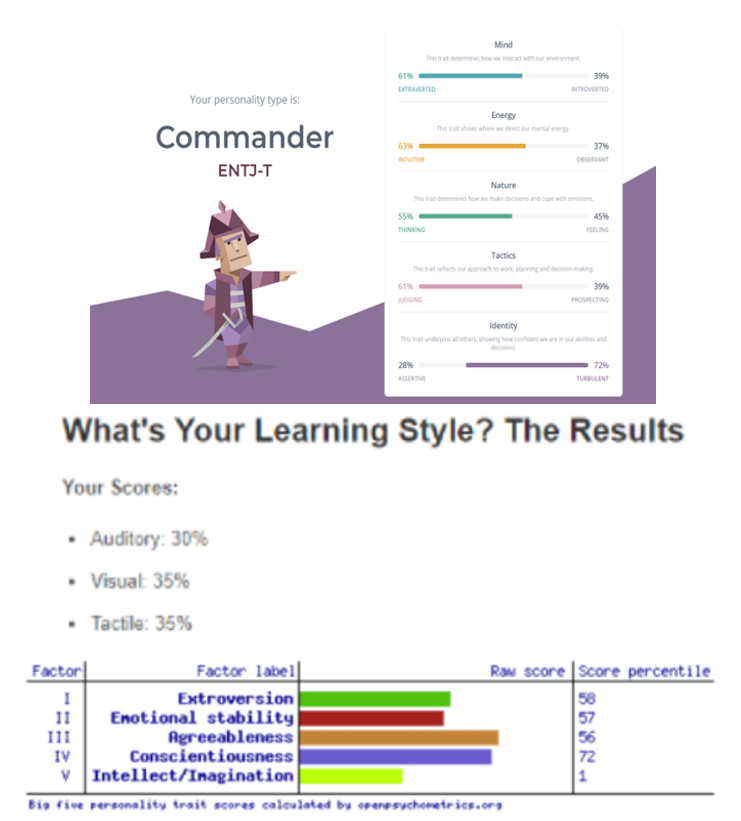 Mind
This trait determines how we interact with our environment.
61% 39%
EXTRAVERTED INTROVERTED
Your personality type is:
Commander
ENTJ-T
Energy
This trait shows where we direct our mental energy.
63% 37%
INTUITIVE OBSERVANT
Nature
This trait determines how we make decisions and cope with emotions.
55% 45%
THINKING FEELING
Tactics
This trait reflects our approach to work, planning and decision-making.
61% 39%
JUDGING PROSPECTING
Identity
This trait underpins all others, showing how confident we are in our abilities and
decisions.
28% 72%
ASSERTIVE TURBULENT
What's Your Learning Style? The Results
Your Scores:
• Auditory: 30%
• Visual: 35%
• Tactile: 35%
Factor Factor label Raw score Score percentile
I Extroversion 58
II Emotional stability 57
III Agreeableness 56
IV Conscientiousness 72
V Intellect/Imagination 1
Big five personality trait scores calculated by openpsychometrics.org